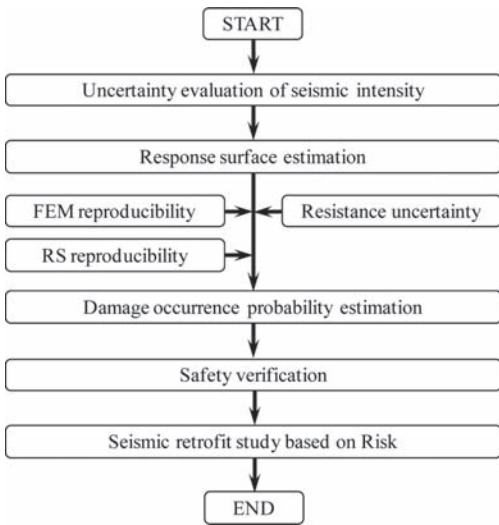 START
Uncertainty evaluation of seismic intensity
Response surface estimation
FEM reproducibility
Resistance uncertainty
RS reproducibility
Damage occurrence probability estimation
Safety verification
Seismic retrofit study based on Risk
END